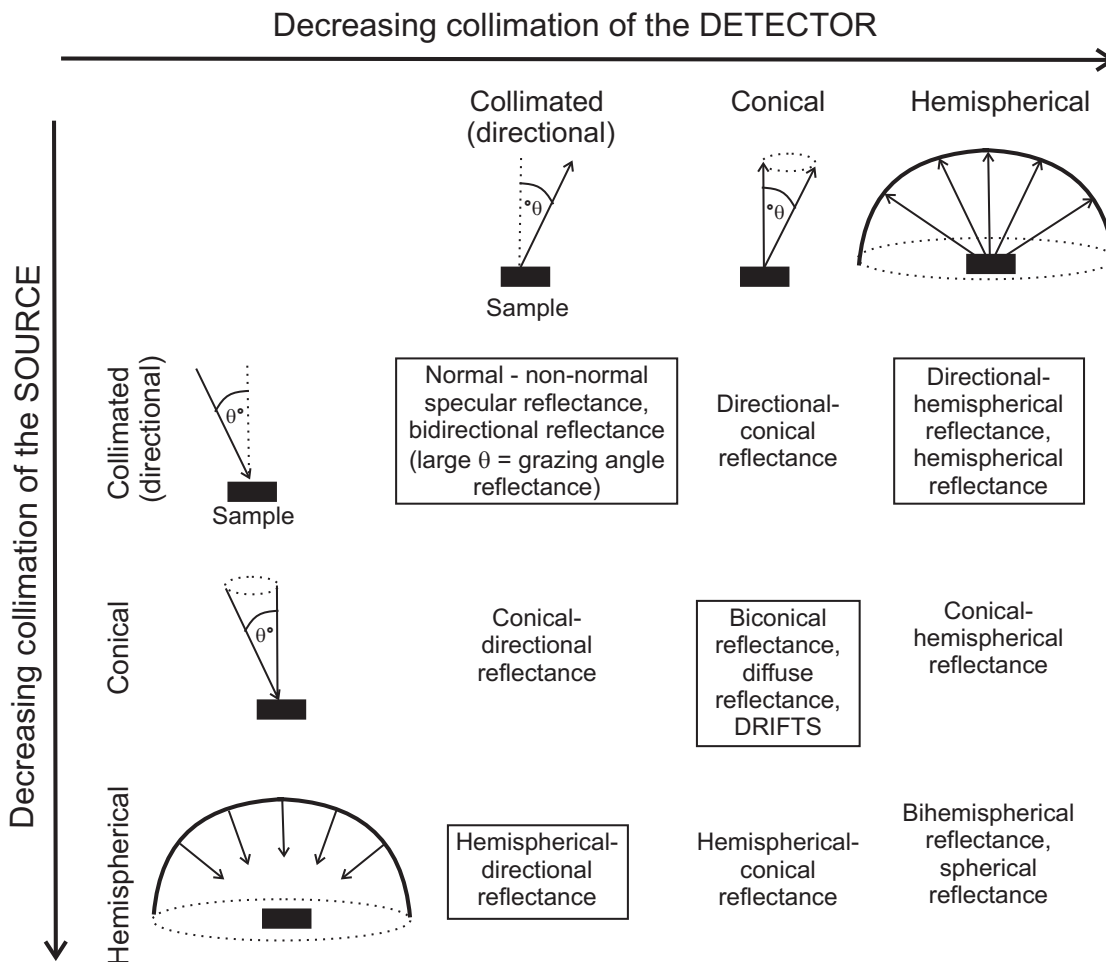 Decreasing collimation of the DETECTOR
Collimated
(directional)
Conical
Hemispherical
°θ
°θ
Sample
Decreasing collimation of the SOURCE
Collimated
(directional)
θ°
Sample
Normal - non-normal
specular reflectance,
bidirectional reflectance
(large θ = grazing angle
reflectance)
Directional-
conical
reflectance
Directional-
hemispherical
reflectance,
hemispherical
reflectance
Conical
θ°
Conical-
directional
reflectance
Biconical
reflectance,
diffuse
reflectance,
DRIFTS
Conical-
hemispherical
reflectance
Hemispherical
Hemispherical-
directional
reflectance
Hemispherical-
conical
reflectance
Bihemispherical
reflectance,
spherical
reflectance